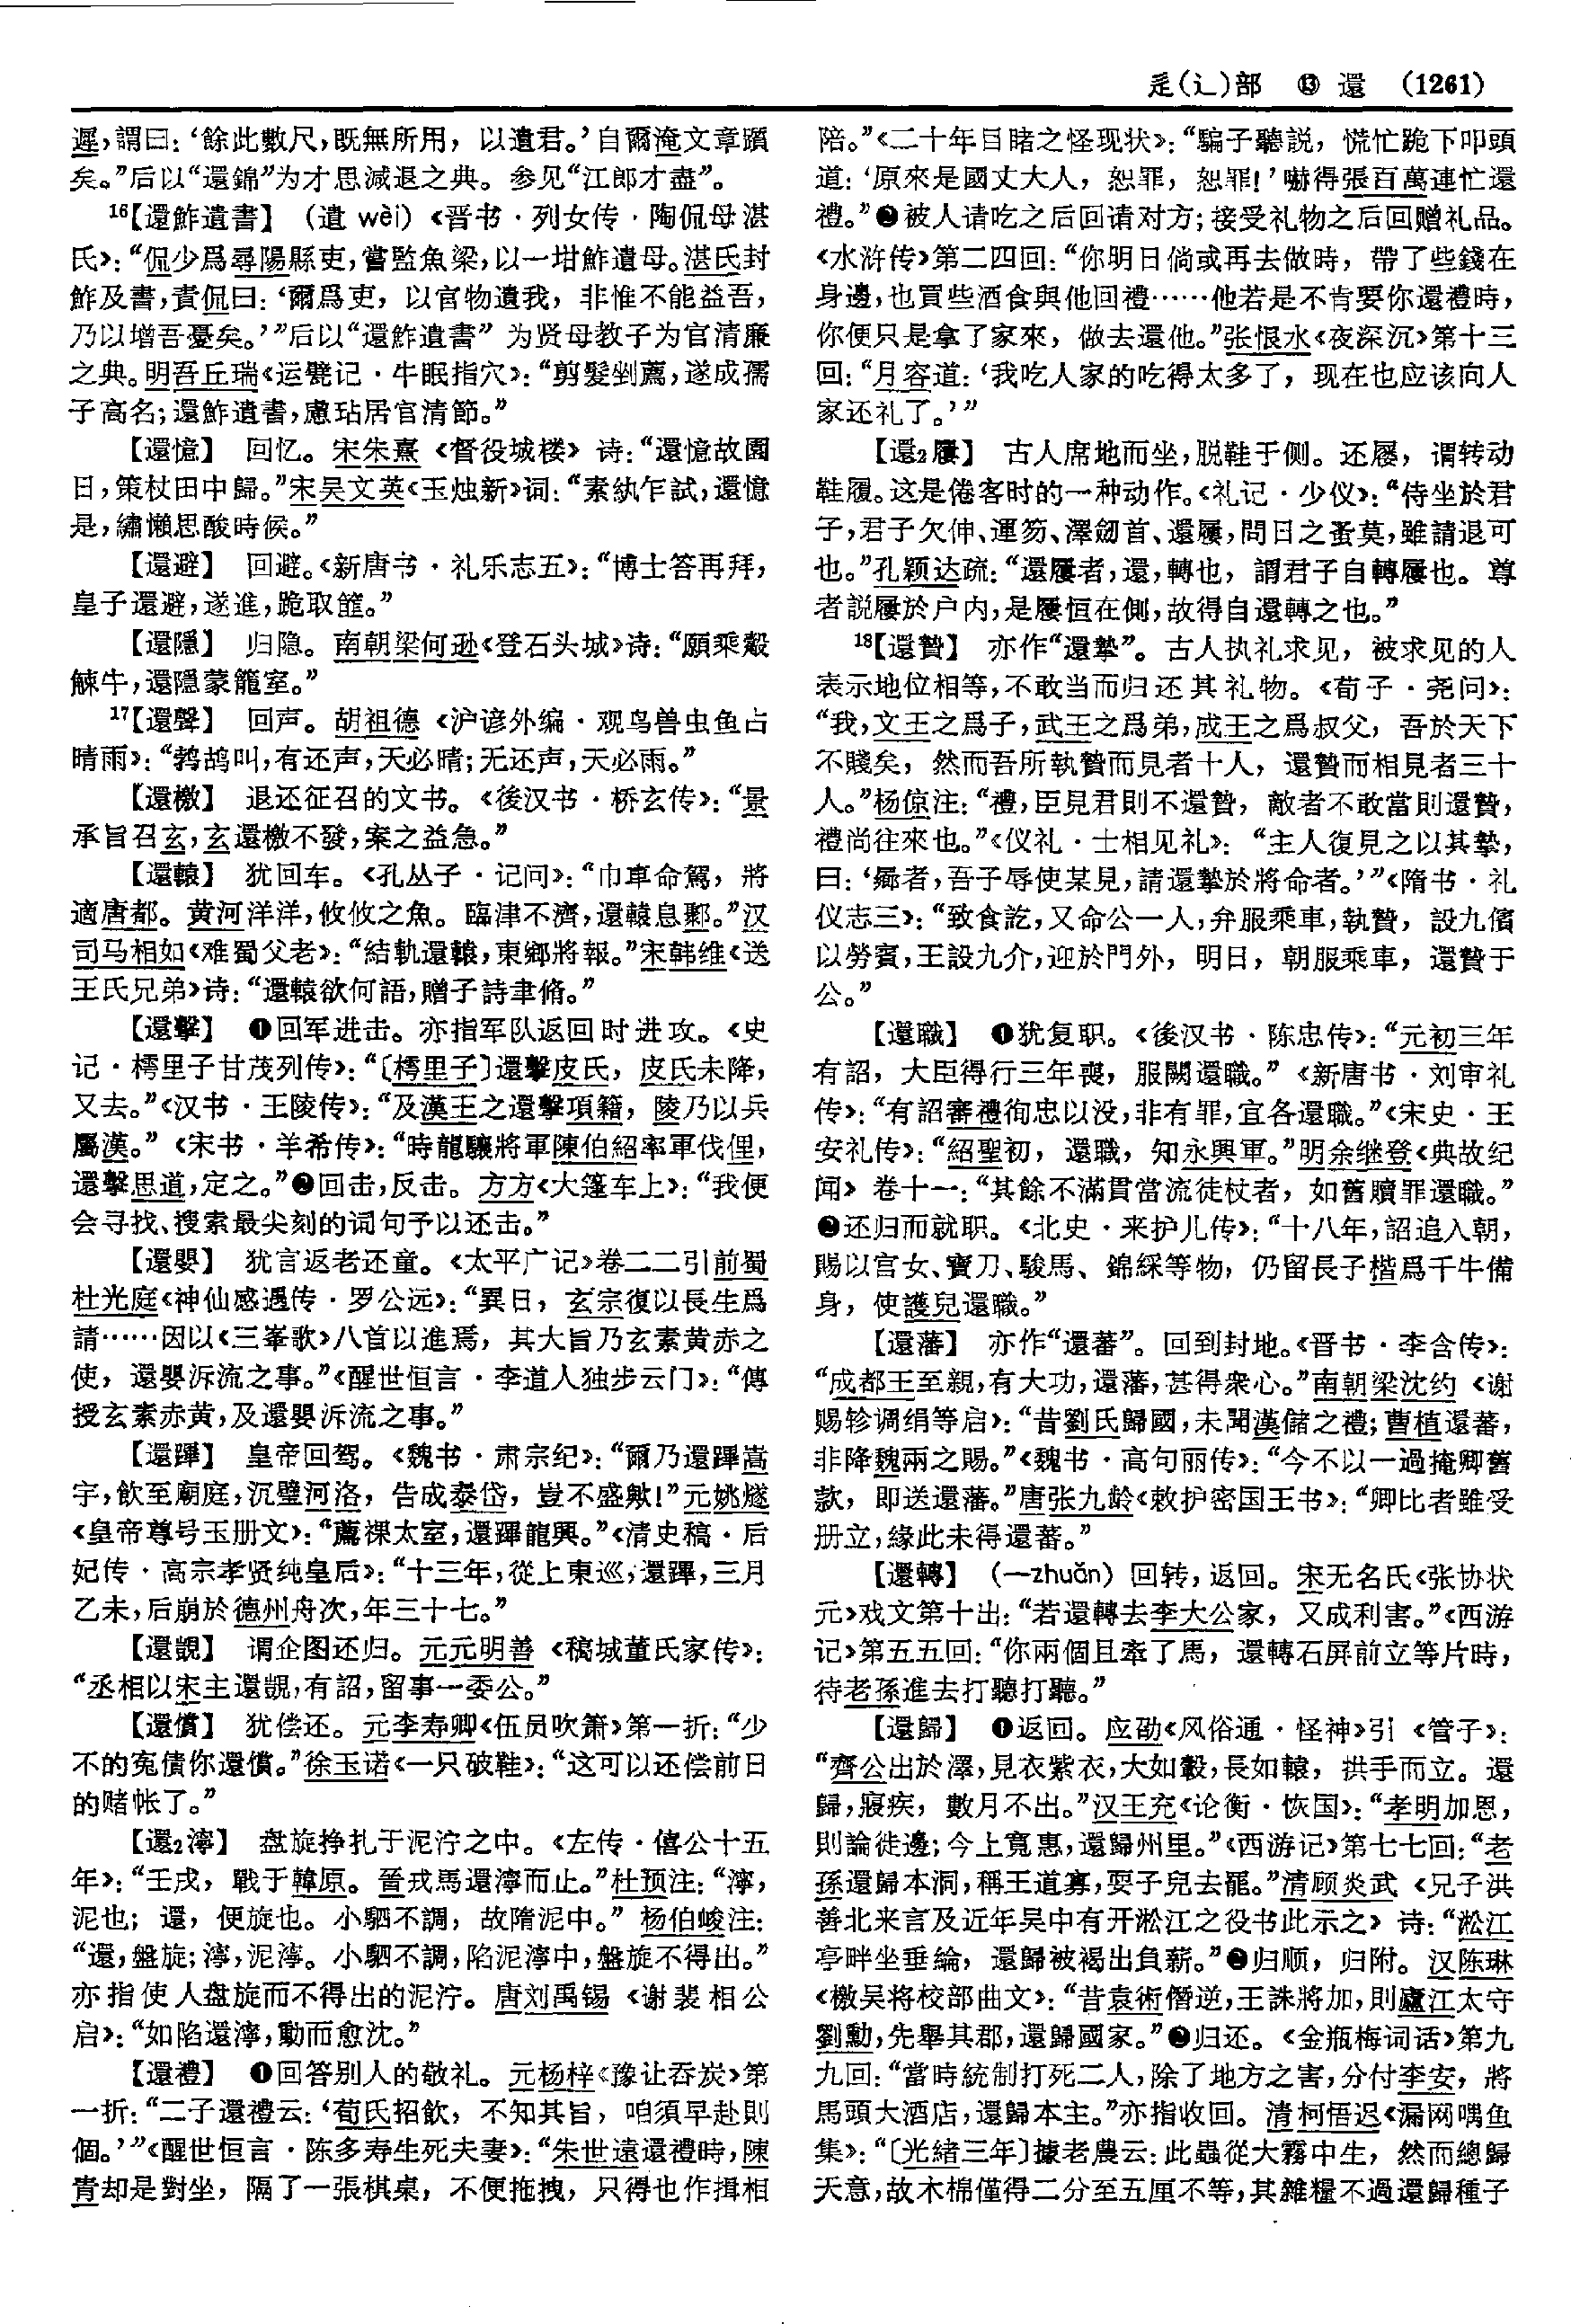 辵(辶)部 ⓭ 還 (1261)
遲，謂曰：‘餘此數尺，既無所用，以遺君。’自爾淹文章躓
矣。”后以“還錦”为才思減退之典。参见“江郎才盡”。
16【還鮓遺書】（遺 wèi）《晋书·列女传·陶侃母湛
氏》：“侃少爲尋陽縣吏，嘗監魚梁，以一坩鮓遺母。湛氏封
鮓及書，責侃曰：‘爾爲吏，以官物遺我，非惟不能益吾，
乃以增吾憂矣。’”后以“還鮓遺書”为贤母教子为官清廉
之典。明吾丘瑞《运甓记·牛眠指穴》：“剪髮剉薦，遂成孺
子高名；還鮓遺書，慮玷居官清節。”
【還憶】 回忆。宋朱熹《督役城楼》诗：“還憶故園
日，策杖田中歸。”宋吴文英《玉烛新》词：“素紈乍試，還憶
是，繡懶思酸時候。”
【還避】 回避。《新唐书·礼乐志五》：“博士答再拜，
皇子還避，遂進，跪取篚。”
【還隱】 归隐。南朝梁何逊《登石头城》诗：“願乘觳
觫牛，還隱蒙籠室。”
17【還聲】 回声。胡祖德《沪谚外编·观鸟兽虫鱼占
晴雨》：“鹁鸪叫，有还声，天必晴；无还声，天必雨。”
【還檄】 退还征召的文书。《後汉书·桥玄传》：“景
承旨召玄，玄還檄不發，案之益急。”
【還轅】 犹回车。《孔丛子·记问》：“巾車命駕，將
適唐都。黄河洋洋，攸攸之魚。臨津不濟，還轅息鄹。”汉
司马相如《难蜀父老》：“結軌還轅，東鄉將報。”宋韩维《送
王氏兄弟》诗：“還轅欲何語，贈子詩聿脩。”
【還擊】 ❶回军进击。亦指军队返回时进攻。《史
记·樗里子甘茂列传》：“〔樗里子〕還擊皮氏，皮氏未降，
又去。”《汉书·王陵传》：“及漢王之還擊項籍，陵乃以兵
屬漢。”《宋书·羊希传》：“時龍驤將軍陳伯紹率軍伐俚，
還擊思道，定之。”❷回击，反击。方方《大篷车上》：“我便
会寻找、搜索最尖刻的词句予以还击。”
【還嬰】 犹言返老还童。《太平广记》卷二二引前蜀
杜光庭《神仙感遇传·罗公远》：“異日，玄宗復以長生爲
請……因以《三峯歌》八首以進焉，其大旨乃玄素黄赤之
使，還嬰泝流之事。”《醒世恒言·李道人独步云门》：“傳
授玄素赤黄，及還嬰泝流之事。”
【還蹕】 皇帝回驾。《魏书·肃宗纪》：“爾乃還蹕嵩
宇，飲至廟庭，沉璧河洛，告成泰岱，豈不盛歟！”元姚燧
《皇帝尊号玉册文》：“薦祼太室，還蹕龍興。”《清史稿·后
妃传·高宗孝贤纯皇后》：“十三年，從上東巡，還蹕，三月
乙未，后崩於德州舟次，年三十七。”
【還覬】 谓企图还归。元元明善《稿城董氏家传》：
“丞相以宋主還覬，有詔，留事一委公。”
【還償】 犹偿还。元李寿卿《伍员吹箫》第一折：“少
不的冤債你還償。”徐玉诺《一只破鞋》：“这可以还偿前日
的赌帐了。”
【還2濘】 盘旋挣扎于泥泞之中。《左传·僖公十五
年》：“壬戌，戰于韓原。晉戎馬還濘而止。”杜预注：“濘，
泥也；還，便旋也。小駟不調，故隋泥中。”杨伯峻注：
“還，盤旋；濘，泥濘。小駟不調，陷泥濘中，盤旋不得出。”
亦指使人盘旋而不得出的泥泞。唐刘禹锡《谢裴相公
启》：“如陷還濘，動而愈沈。”
【還禮】 ❶回答别人的敬礼。元杨梓《豫让吞炭》第
一折：“二子還禮云：‘荀氏招飲，不知其旨，咱須早赴則
個。’”《醒世恒言·陈多寿生死夫妻》：“朱世遠還禮時，陳
青却是對坐，隔了一張棋桌，不便拖拽，只得也作揖相
陪。”《二十年目睹之怪现状》：“騙子聽説，慌忙跪下叩頭
道：‘原來是國丈大人，恕罪，恕罪！’嚇得張百萬連忙還
禮。”❷被人请吃之后回请对方；接受礼物之后回赠礼品。
《水浒传》第二四回：“你明日倘或再去做時，帶了些錢在
身邊，也買些酒食與他回禮……他若是不肯要你還禮時，
你便只是拿了家來，做去還他。”张恨水《夜深沉》第十三
回：“月容道：‘我吃人家的吃得太多了，现在也应该向人
家还礼了。’”
【還2屨】 古人席地而坐，脱鞋于侧。还屦，谓转动
鞋履。这是倦客时的一种动作。《礼记·少仪》：“侍坐於君
子，君子欠伸、運笏、澤劒首、還屨，問日之蚤莫，雖請退可
也。”孔颖达疏：“還屨者，還，轉也，謂君子自轉屨也。尊
者説屨於户内，是屨恒在側，故得自還轉之也。”
18【還贄】 亦作“還摯”。古人执礼求见，被求见的人
表示地位相等，不敢当而归还其礼物。《荀子·尧问》：
“我，文王之爲子，武王之爲弟，成王之爲叔父，吾於天下
不賤矣，然而吾所執贄而見者十人，還贄而相見者三十
人。”杨倞注：“禮，臣見君則不還贄，敵者不敢當則還贄，
禮尚往來也。”《仪礼·士相见礼》：“主人復見之以其摯，
曰：‘曏者，吾子辱使某見，請還摯於將命者。’”《隋书·礼
仪志三》：“致食訖，又命公一人，弁服乘車，執贄，設九儐
以勞賓，王設九介，迎於門外，明日，朝服乘車，還贄于
公。”
【還職】 ❶犹复职。《後汉书·陈忠传》：“元初三年
有詔，大臣得行三年喪，服闋還職。”《新唐书·刘审礼
传》：“有詔審禮徇忠以没，非有罪，宜各還職。”《宋史·王
安礼传》：“紹聖初，還職，知永興軍。”明余继登《典故纪
闻》卷十一：“其餘不滿貫當流徒杖者，如舊贖罪還職。”
❷还归而就职。《北史·来护儿传》：“十八年，詔追入朝，
賜以宫女、寶刀、駿馬、錦綵等物，仍留長子楷爲千牛備
身，使護兒還職。”
【還藩】 亦作“還蕃”。回到封地。《晋书·李含传》：
“成都王至親，有大功，還藩，甚得衆心。”南朝梁沈约《谢
赐轸调绢等启》：“昔劉氏歸國，未聞漢儲之禮；曹植還蕃，
非降魏兩之賜。”《魏书·高句丽传》：“今不以一過掩卿舊
款，即送還藩。”唐张九龄《敕护密国王书》：“卿比者雖受
册立，緣此未得還蕃。”
【還轉】（—zhuǎn）回转，返回。宋无名氏《张协状
元》戏文第十出：“若還轉去李大公家，又成利害。”《西游
记》第五五回：“你兩個且牽了馬，還轉石屏前立等片時，
待老孫進去打聽打聽。”
【還歸】 ❶返回。应劭《风俗通·怪神》引《管子》：
“齊公出於澤，見衣紫衣，大如轂，長如轅，拱手而立。還
歸，寢疾，數月不出。”汉王充《论衡·恢国》：“孝明加恩，
則論徙邊；今上寬惠，還歸州里。”《西游记》第七七回：“老
孫還歸本洞，稱王道寡，耍子兒去罷。”清顾炎武《兄子洪
善北来言及近年吴中有开淞江之役书此示之》诗：“淞江
亭畔坐垂綸，還歸被褐出負薪。”❷归顺，归附。汉陈琳
《檄吴将校部曲文》：“昔袁術僭逆，王誅將加，則廬江太守
劉勳，先舉其郡，還歸國家。”❸归还。《金瓶梅词话》第九
九回：“當時統制打死二人，除了地方之害，分付李安，將
馬頭大酒店，還歸本主。”亦指收回。清柯悟迟《漏网喁鱼
集》：“〔光緒三年〕據老農云：此蟲從大霧中生，然而總歸
天意，故木棉僅得二分至五厘不等，其雜糧不過還歸種子